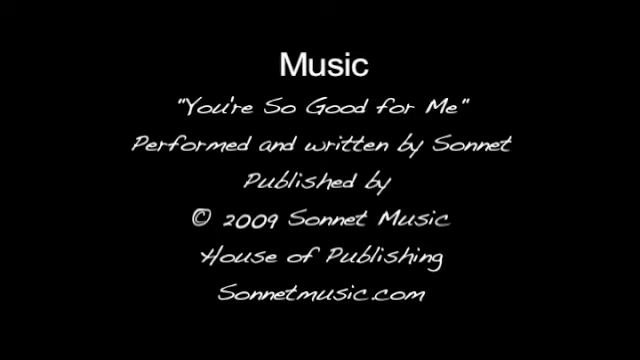 Music
"You're So Good for Me"
Performed and written by Sonnet
Published by
© 2009 Sonnet Music
House of Publishing
Sonnetmusic.com